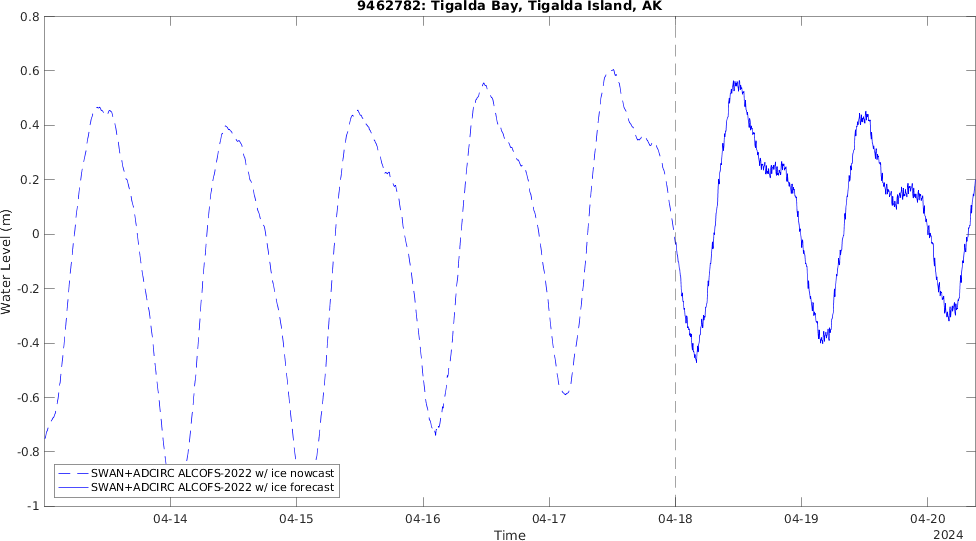 9462782: Tigalda Bay, Tigalda Island, AK
0.8
0.6
0.4
0.2
0
-0.2
-0.4
-0.6
-0.8
-1
Water Level (m)
SWAN+ADCIRC ALCOFS-2022 w/ ice nowcast
SWAN+ADCIRC ALCOFS-2022 w/ ice forecast
04-14 04-15 04-16 04-17 04-18 04-19 04-20
Time
2024